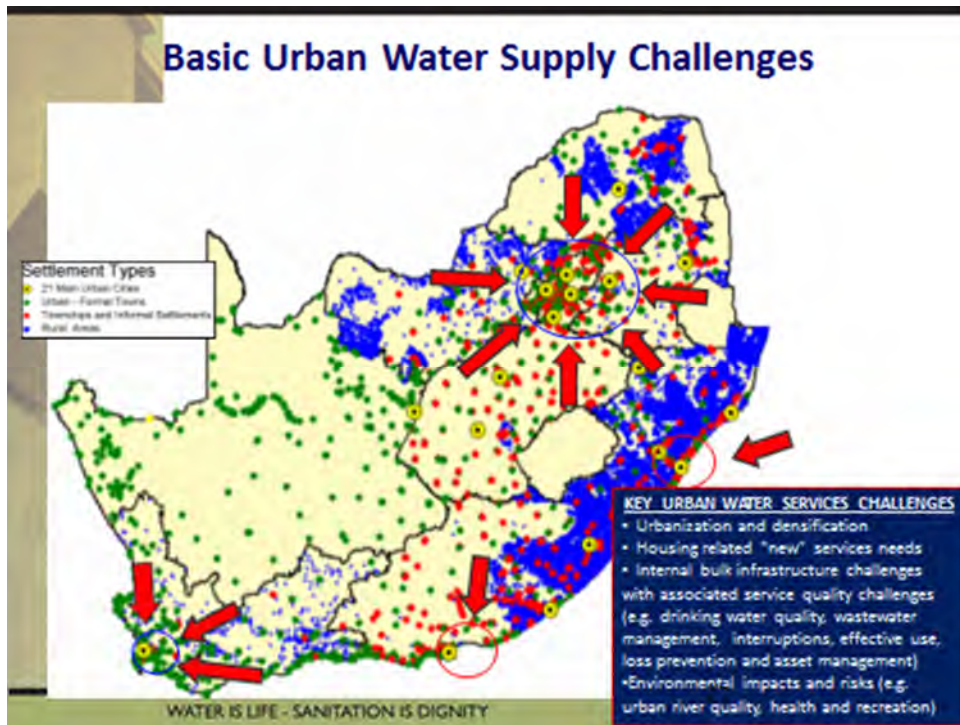 Basic Urban Water Supply Challenges
Settlement Types
21 Main Urban Cities
Urban - Formal Towns
Townships and Informal Settlements
Rural Areas
KEY URBAN WATER SERVICES CHALLENGES
• Urbanization and densification
• Housing related "new" services needs
• Internal bulk infrastructure challenges
with associated service quality challenges
(e.g. drinking water quality, wastewater
management, interruptions, effective use,
loss prevention and asset management)
•Environmental impacts and risks (e.g.
urban river quality, health and recreation)
WATER IS LIFE - SANITATION IS DIGNITY